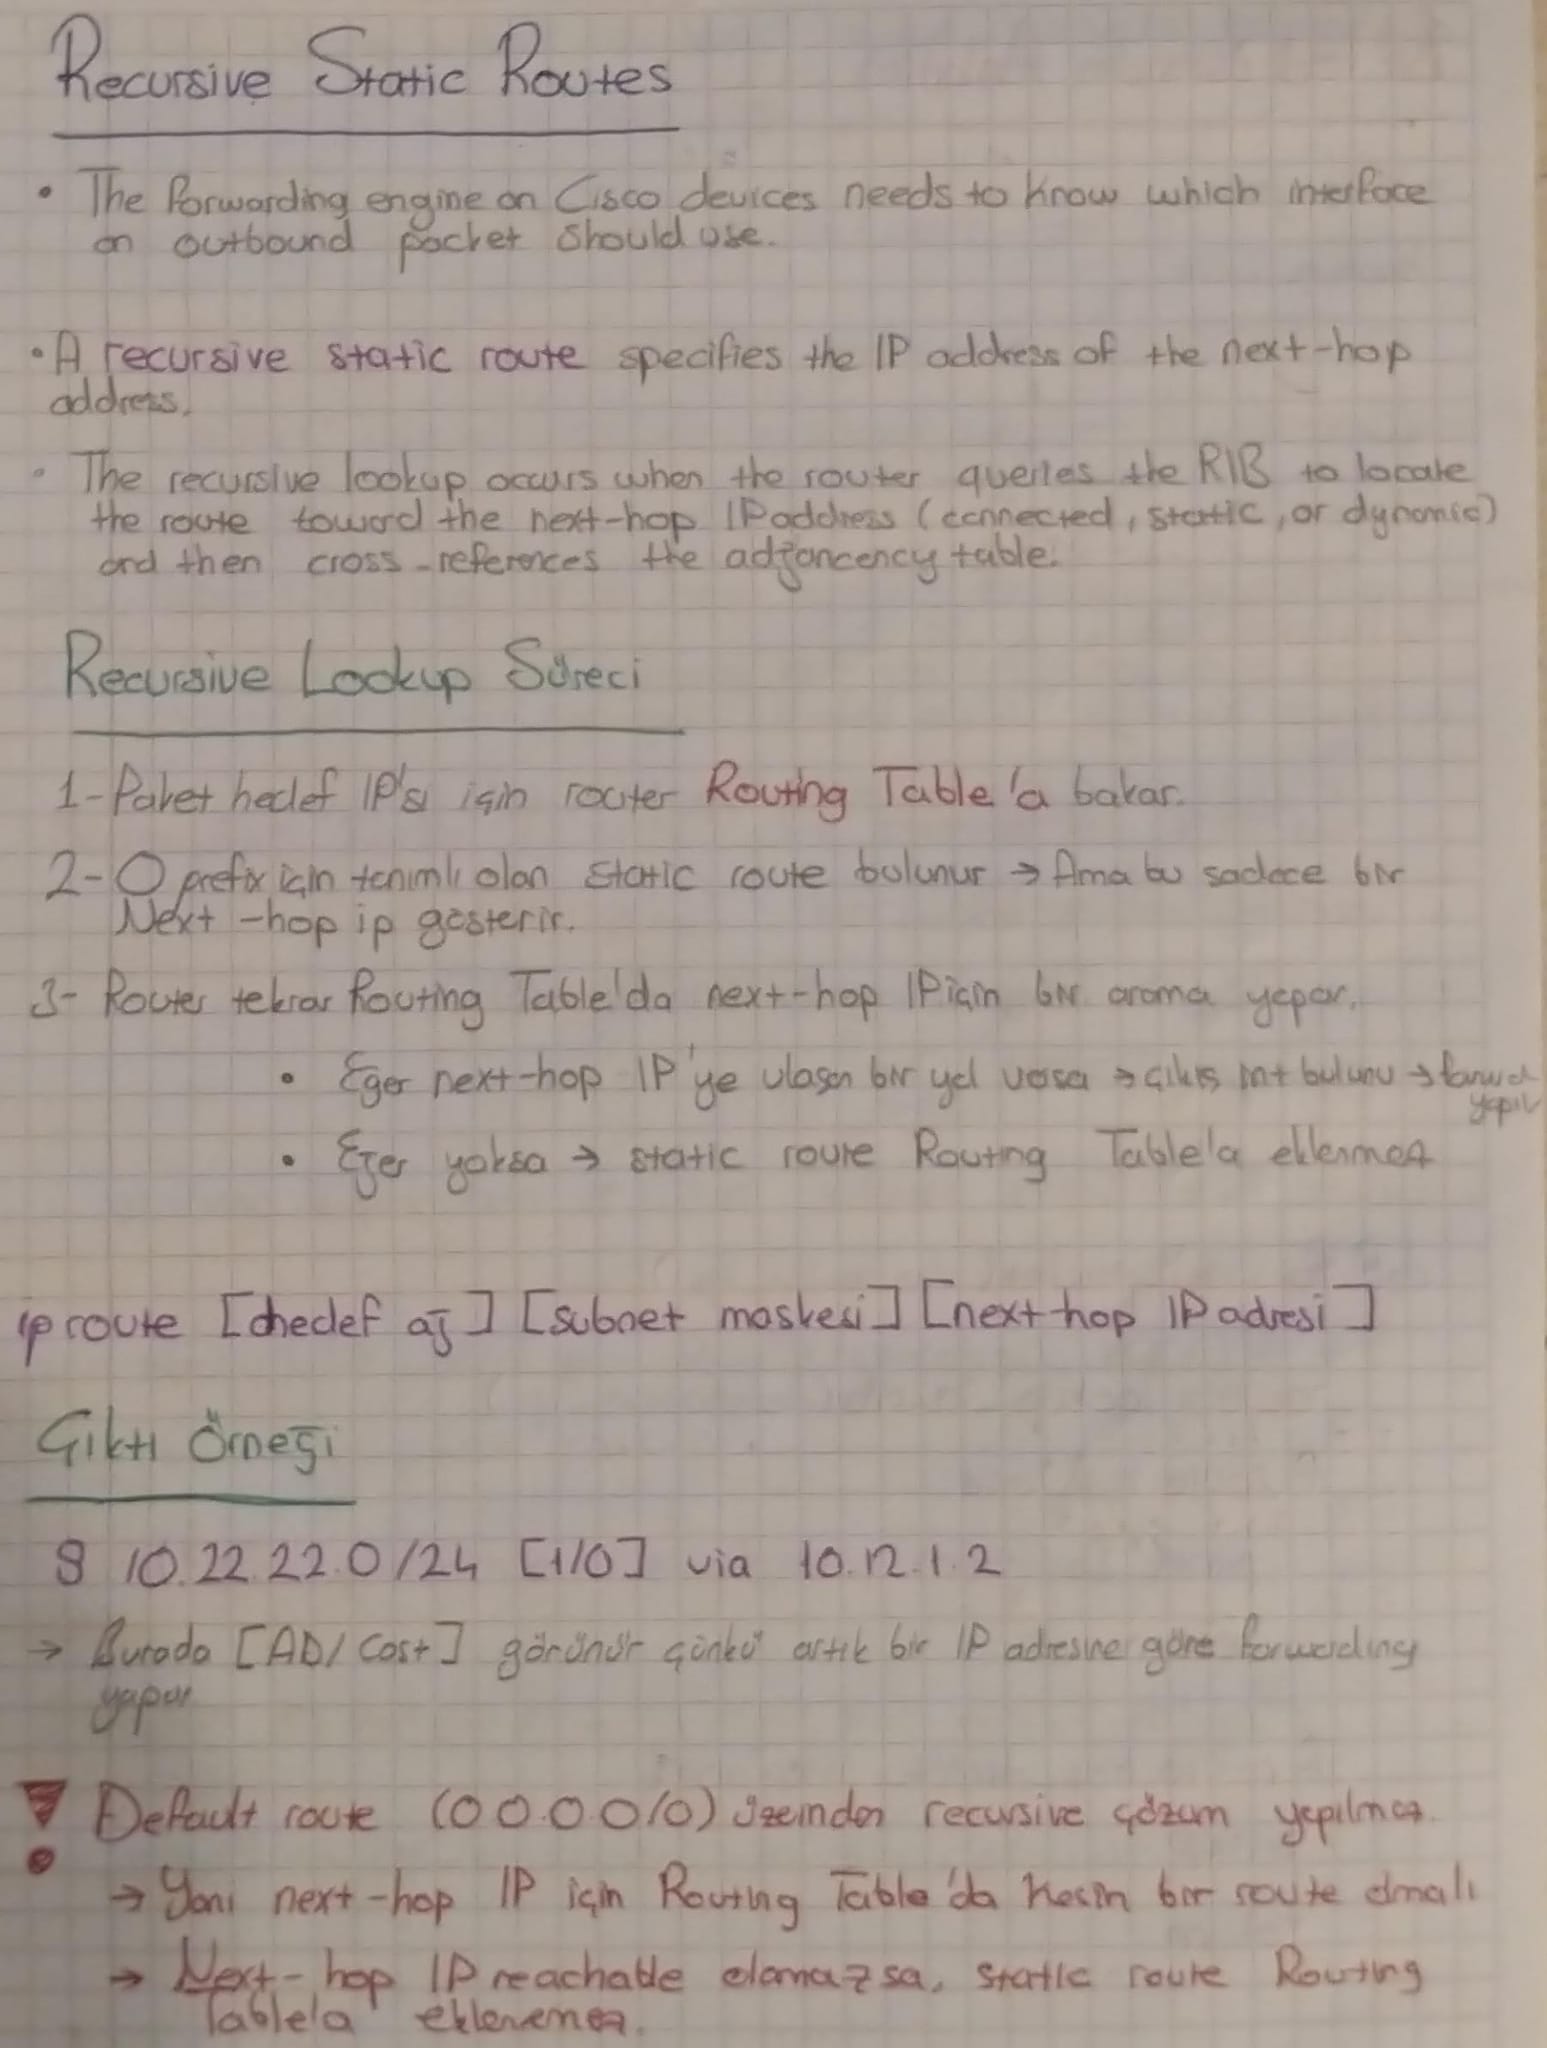 Recursive Static Routes
• The forwarding engine on Cisco devices needs to know which interface
an outbound packet should use.
• A recursive static route specifies the IP address of the next-hop
address.
• The recursive lookup occurs when the router queries the RIB to locate
the route toward the next-hop IP address (connected, static, or dynamic)
and then cross-references the adjancency table.
Recursive Lookup Süreci
1- Paket hedef IP'si için router Routing Table'a bakar.
2- O prefix için tanımlı olan static route bulunur → Ama bu sadece bir
Next-hop ip gösterir.
3- Router tekrar Routing Table'da next-hop IP için bir arama yapar.
• Eğer next-hop IP'ye ulaşan bir yol varsa → çıkış int bulunu →
yapılı
• Eğer yoksa → static route Routing Table'a eklenmez
ip route [hedef ağ] [subnet maskesi] [next hop IP adresi]
Çıktı Örneği
S 10.22.22.0/24 [1/0] via 10.12.1.2
→ Burada [AD/Cost] görünür çünkü artık bir IP adresine göre forwarding
yapar
! Default route (0.0.0.0/0) üzeinden recursive çözüm yapılmaz.
→ Yani next-hop IP için Routing Table'da kesin bir route olmalı
→ Next-hop IP reachable olamazsa, static route Routing
Table'a eklenemez.